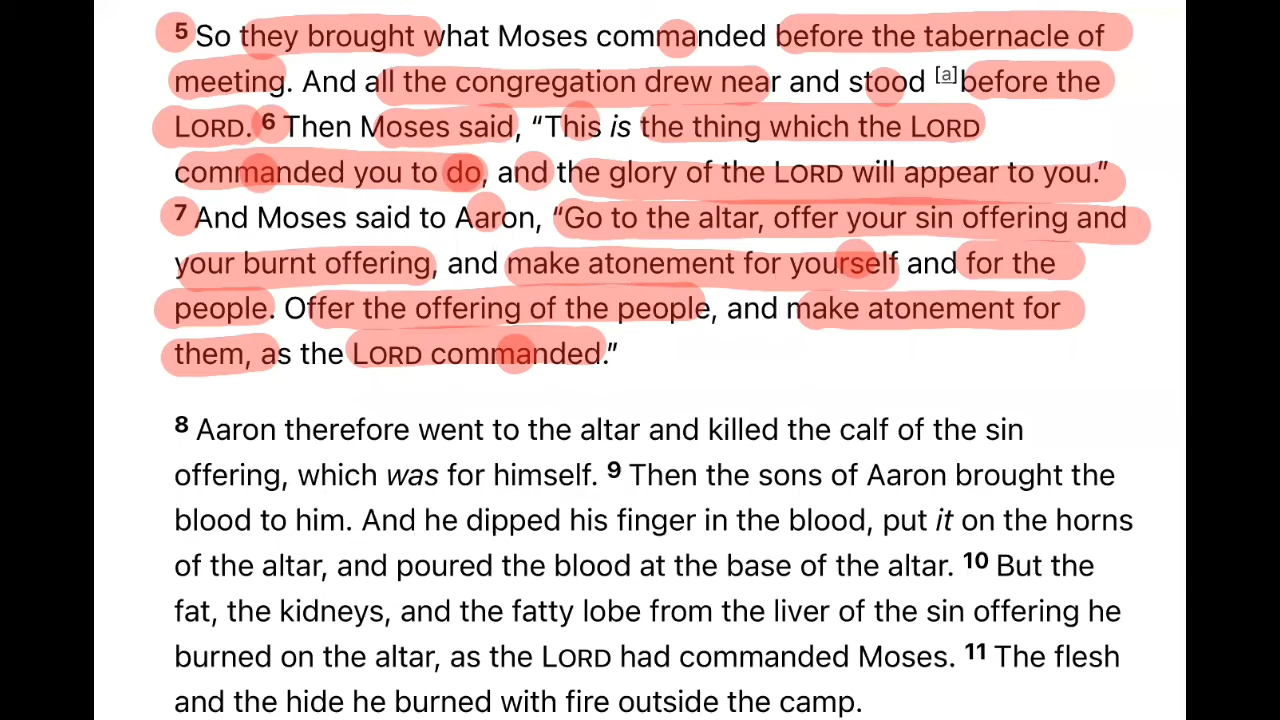 5 So they brought what Moses commanded before the tabernacle of
meeting. And all the congregation drew near and stood [a]before the
LORD. 6 Then Moses said, “This is the thing which the LORD
commanded you to do, and the glory of the LORD will appear to you.”
7 And Moses said to Aaron, “Go to the altar, offer your sin offering and
your burnt offering, and make atonement for yourself and for the
people. Offer the offering of the people, and make atonement for
them, as the LORD commanded.”
8 Aaron therefore went to the altar and killed the calf of the sin
offering, which was for himself. 9 Then the sons of Aaron brought the
blood to him. And he dipped his finger in the blood, put it on the horns
of the altar, and poured the blood at the base of the altar. 10 But the
fat, the kidneys, and the fatty lobe from the liver of the sin offering he
burned on the altar, as the LORD had commanded Moses. 11 The flesh
and the hide he burned with fire outside the camp.